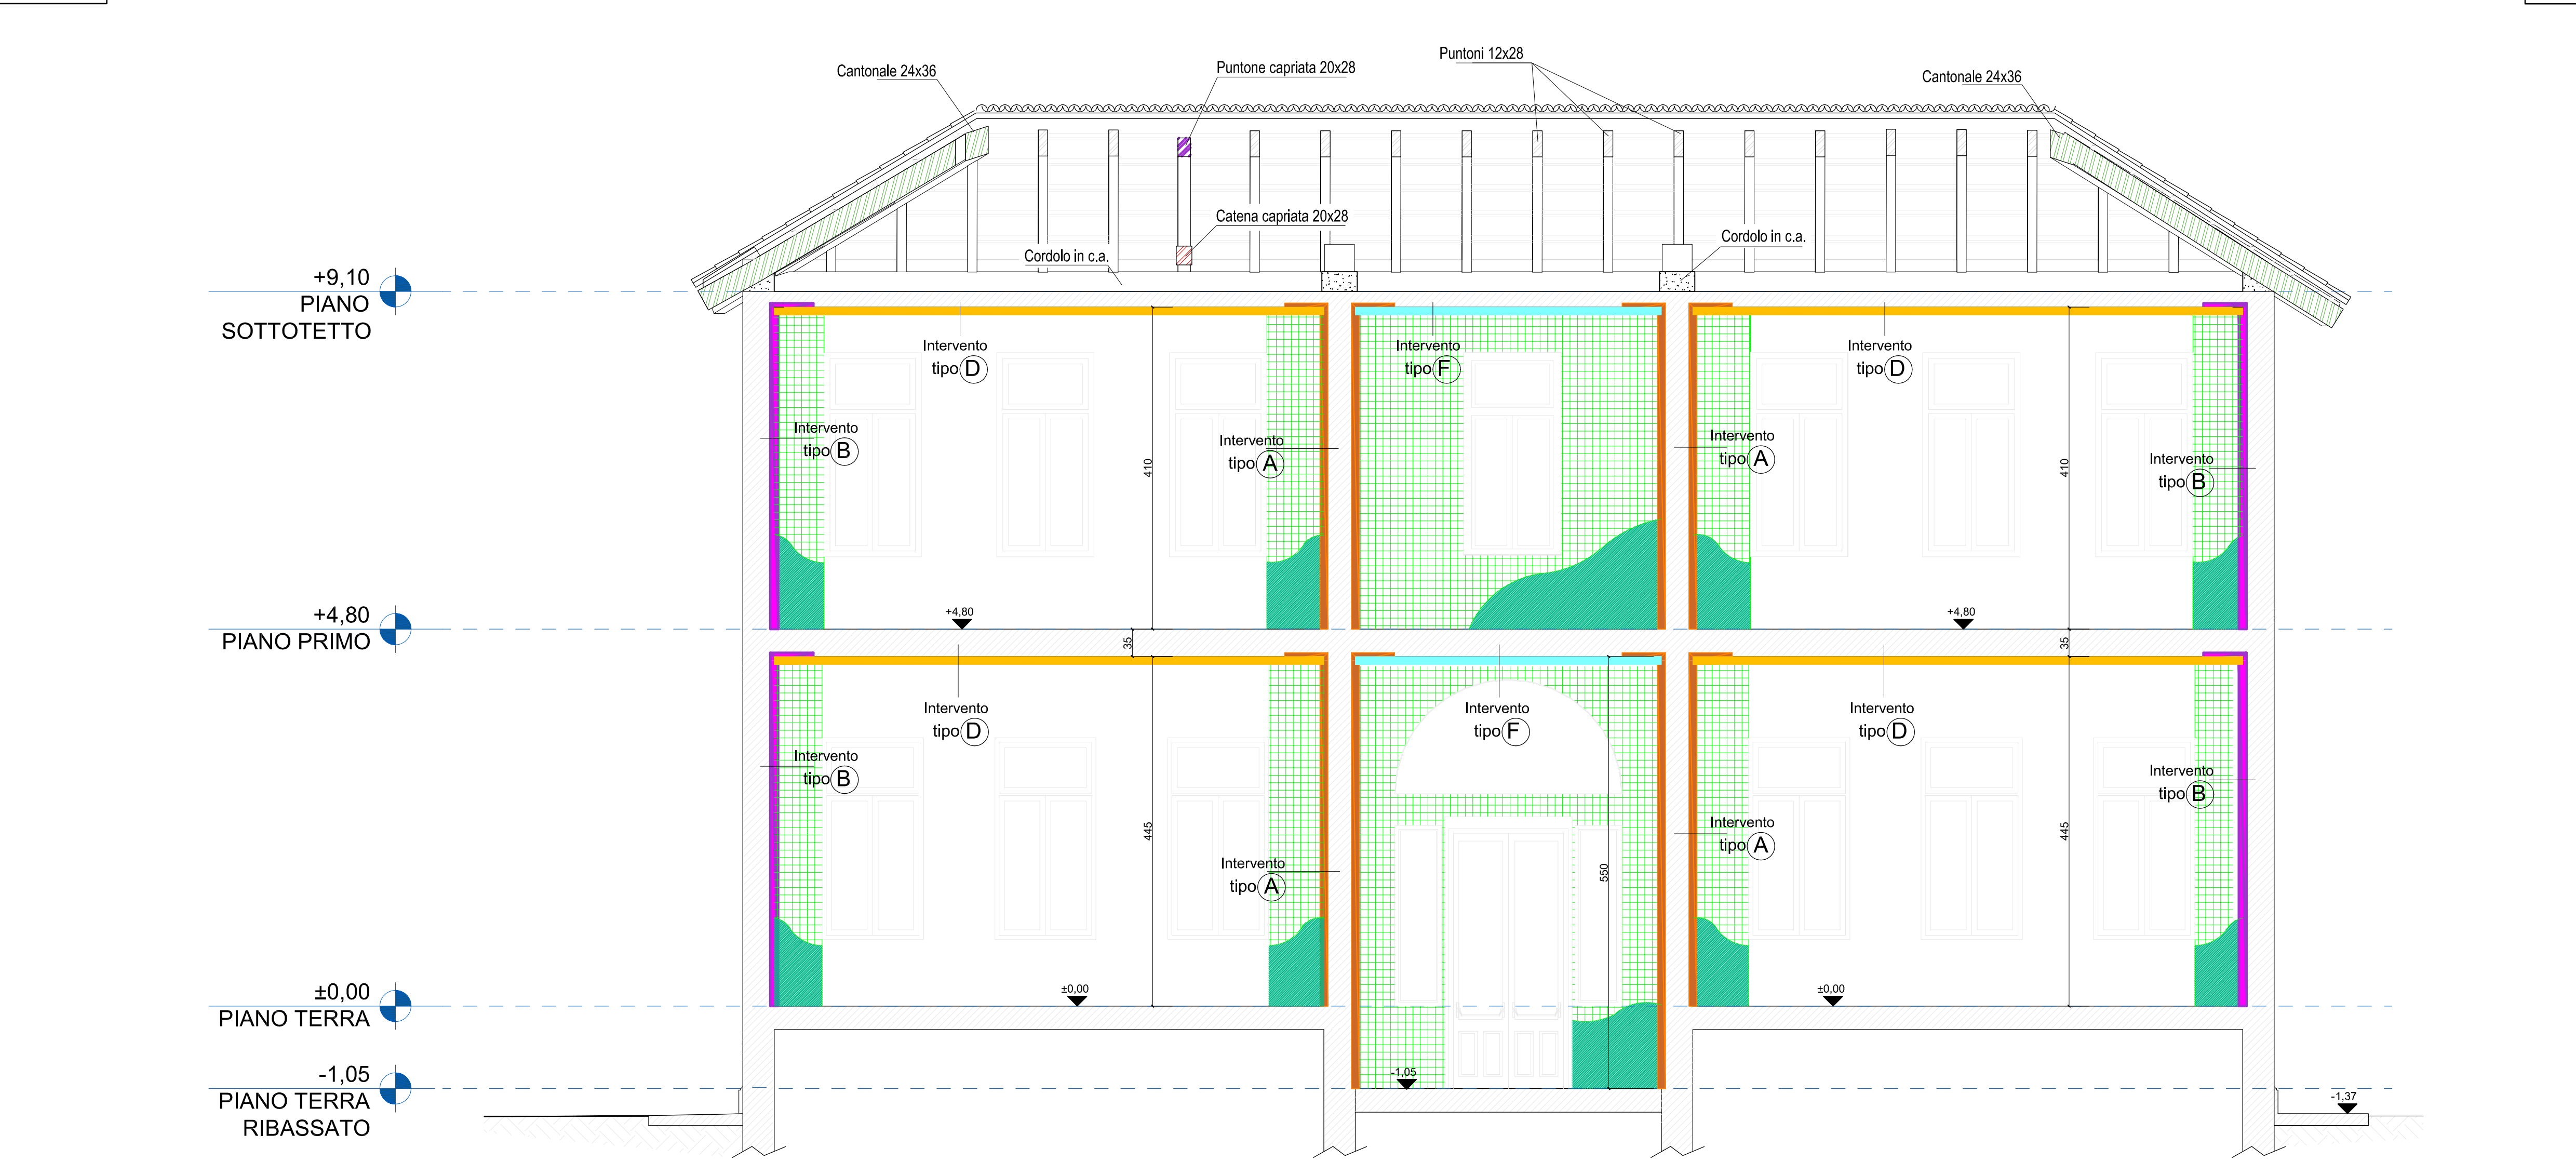 Puntoni 12x28
Cantonale 24x36
Puntone capriata 20x28
Cantonale 24x36
Catena capriata 20x28
Cordolo in c.a.
Cordolo in c.a.
+9,10
PIANO
SOTTOTETTO
Intervento
tipo D
Intervento
tipo F
Intervento
tipo D
Intervento
tipo B
Intervento
tipo A
Intervento
tipo A
Intervento
tipo B
410
410
+4,80
PIANO PRIMO
+4,80
+4,80
35
35
Intervento
tipo D
Intervento
tipo F
Intervento
tipo D
Intervento
tipo B
Intervento
tipo B
445
445
Intervento
tipo A
Intervento
tipo A
550
±0,00
PIANO TERRA
±0,00
±0,00
-1,05
PIANO TERRA
RIBASSATO
-1,05
-1,37